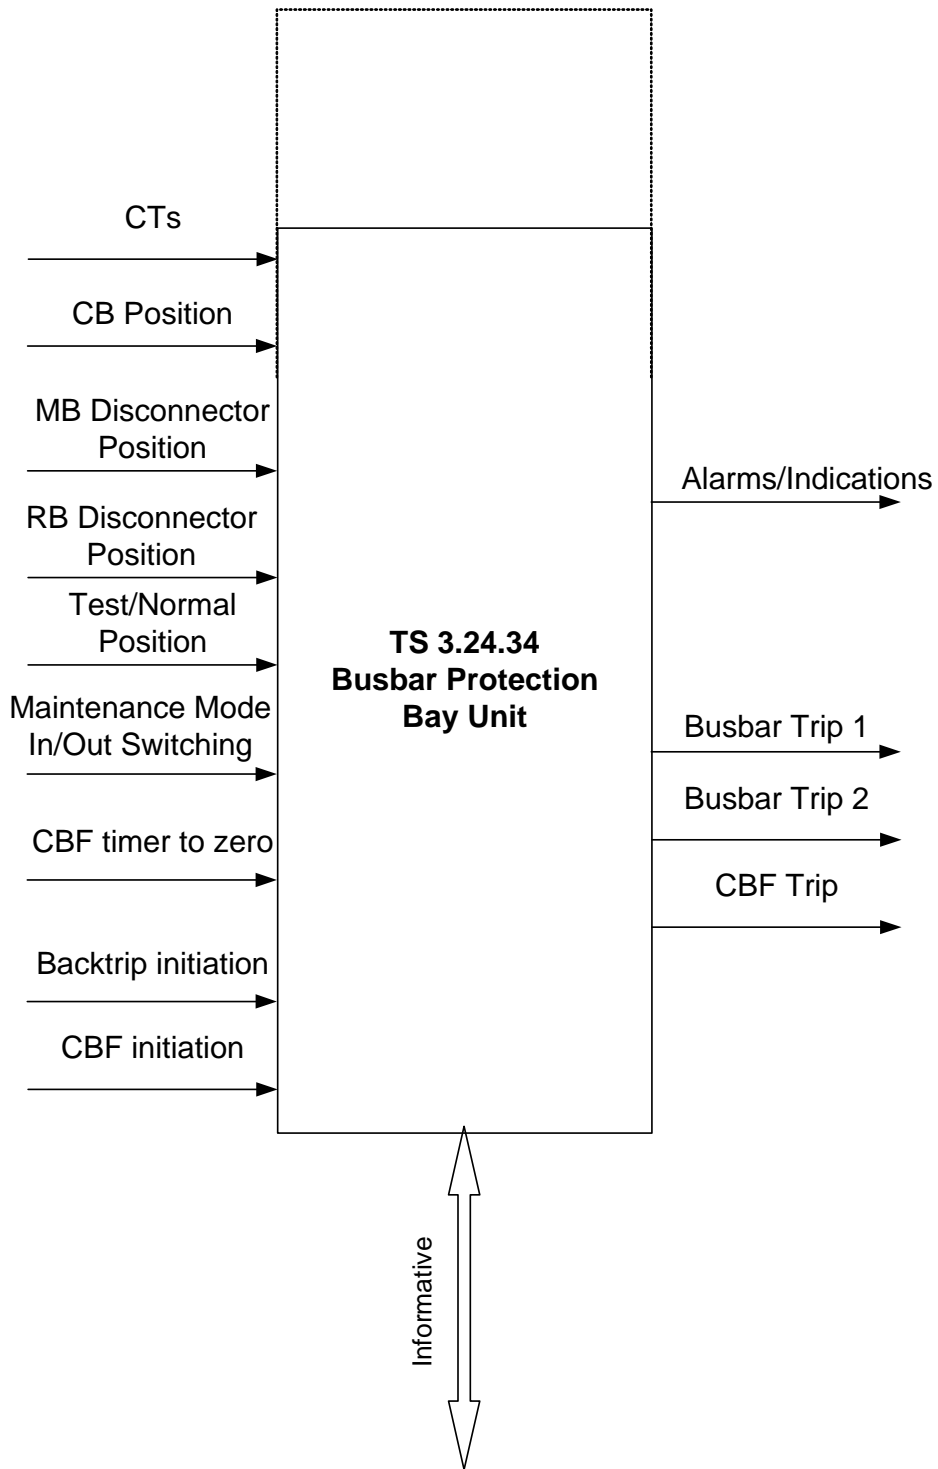 CTs
CB Position
MB Disconnector
Position
RB Disconnector
Position
Test/Normal
Position
Maintenance Mode
In/Out Switching
CBF timer to zero
Backtrip initiation
CBF initiation
TS 3.24.34
Busbar Protection
Bay Unit
Alarms/Indications
Busbar Trip 1
Busbar Trip 2
CBF Trip
Informative